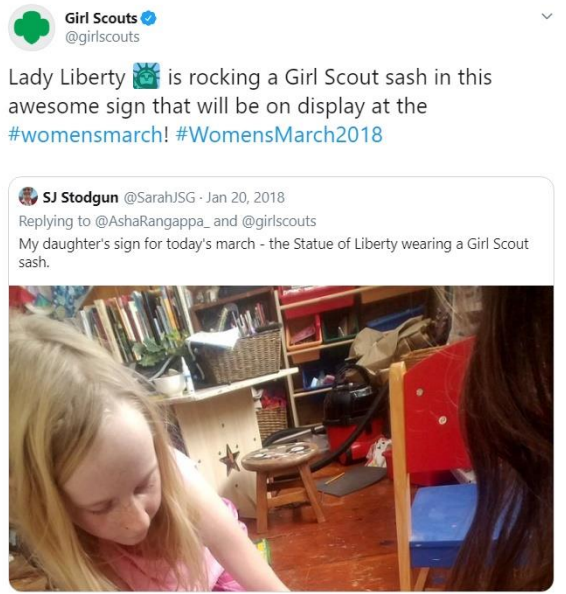 Girl Scouts
@girlscouts
Lady Liberty 🗽 is rocking a Girl Scout sash in this
awesome sign that will be on display at the
#womensmarch! #WomensMarch2018
SJ Stodgun @SarahJSG · Jan 20, 2018
Replying to @AshaRangappa_ and @girlscouts
My daughter's sign for today's march - the Statue of Liberty wearing a Girl Scout
sash.